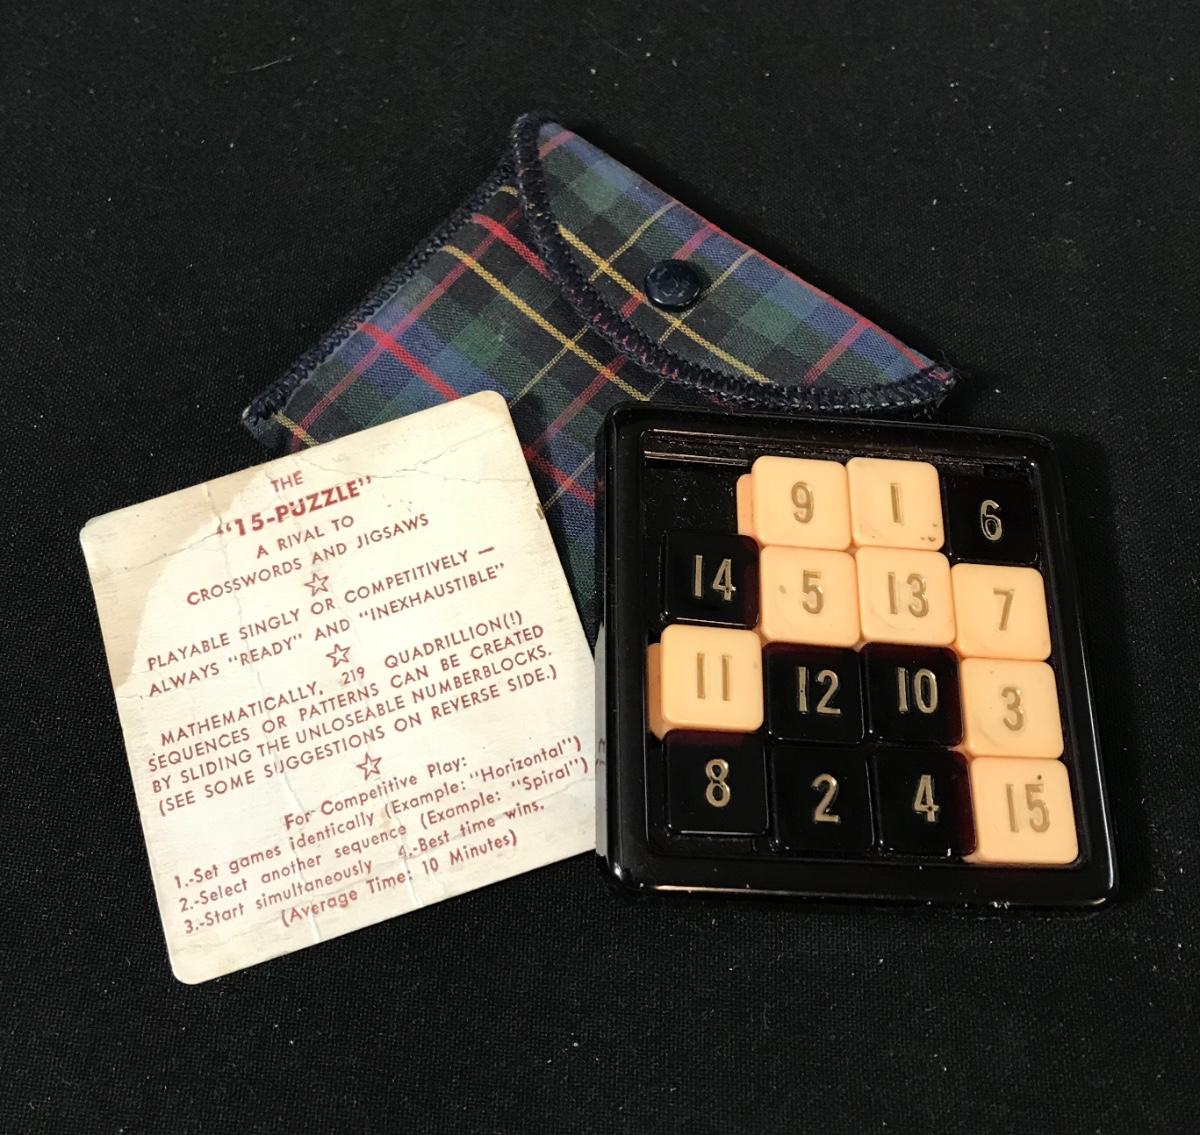 THE
"15-PUZZLE"
A RIVAL TO
CROSSWORDS AND JIGSAWS
PLAYABLE SINGLY OR COMPETITIVELY —
ALWAYS "READY" AND "INEXHAUSTIBLE"
MATHEMATICALLY, 219 QUADRILLION(!)
SEQUENCES OR PATTERNS CAN BE CREATED
BY SLIDING THE UNLOSEABLE NUMBERBLOCKS.
(SEE SOME SUGGESTIONS ON REVERSE SIDE.)
For Competitive Play:
1.-Set games identically (Example: "Horizontal")
2.-Select another sequence (Example: "Spiral")
3.-Start simultaneously 4.-Best time wins.
(Average Time: 10 Minutes)
9 1 6
14 5 13 7
11 12 10 3
8 2 4 15